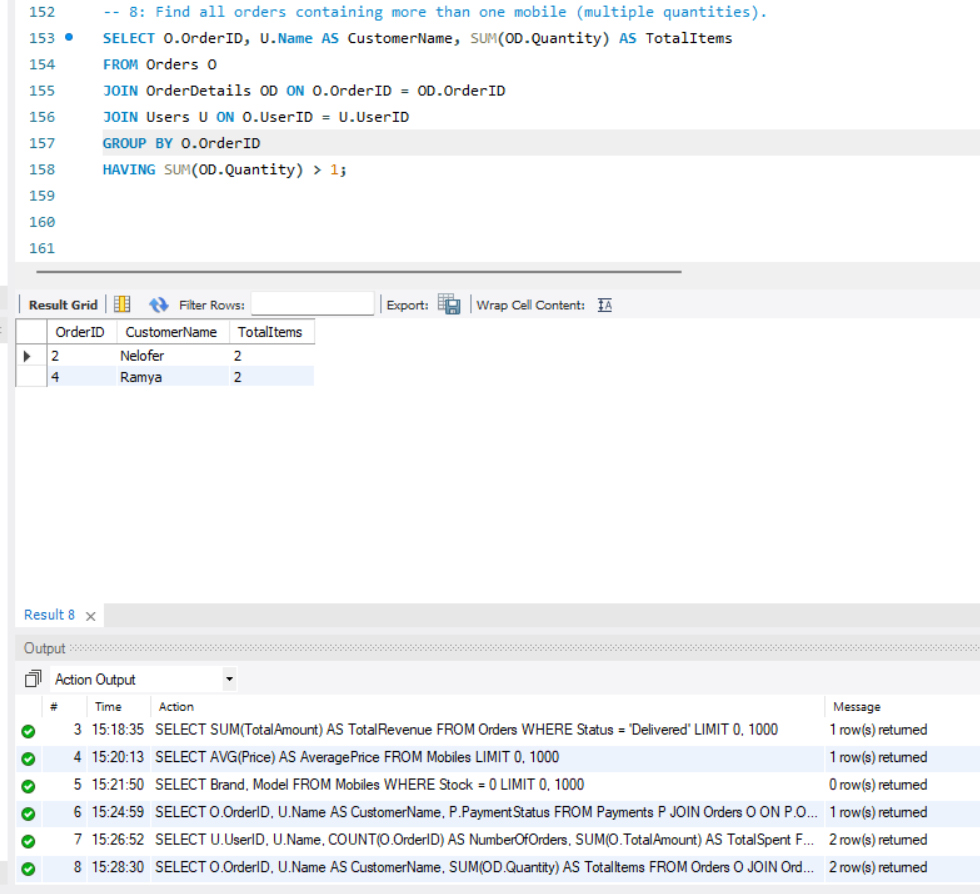 152 -- 8: Find all orders containing more than one mobile (multiple quantities).
153 SELECT O.OrderID, U.Name AS CustomerName, SUM(OD.Quantity) AS TotalItems
154 FROM Orders O
155 JOIN OrderDetails OD ON O.OrderID = OD.OrderID
156 JOIN Users U ON O.UserID = U.UserID
157 GROUP BY O.OrderID
158 HAVING SUM(OD.Quantity) > 1;
159
160
161
Result Grid Filter Rows: Export: Wrap Cell Content: IA
OrderID CustomerName TotalItems
2 Nelofer 2
4 Ramya 2
Result 8
Output
Action Output
# Time Action Message
3 15:18:35 SELECT SUM(TotalAmount) AS TotalRevenue FROM Orders WHERE Status = 'Delivered' LIMIT 0, 1000 1 row(s) returned
4 15:20:13 SELECT AVG(Price) AS AveragePrice FROM Mobiles LIMIT 0, 1000 1 row(s) returned
5 15:21:50 SELECT Brand, Model FROM Mobiles WHERE Stock = 0 LIMIT 0, 1000 0 row(s) returned
6 15:24:59 SELECT O.OrderID, U.Name AS CustomerName, P.PaymentStatus FROM Payments P JOIN Orders O ON P.O... 1 row(s) returned
7 15:26:52 SELECT U.UserID, U.Name, COUNT(O.OrderID) AS NumberOfOrders, SUM(O.TotalAmount) AS TotalSpent F... 2 row(s) returned
8 15:28:30 SELECT O.OrderID, U.Name AS CustomerName, SUM(OD.Quantity) AS TotalItems FROM Orders O JOIN Ord... 2 row(s) returned